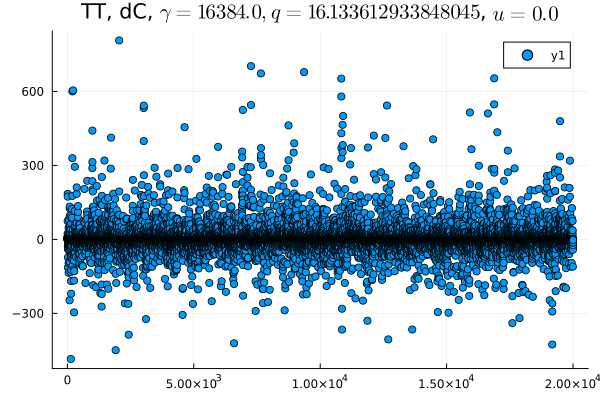 TT, dC, γ = 16384.0, q = 16.133612933848045, u = 0.0
y1
600
300
0
−300
0 5.00×10³ 1.00×10⁴ 1.50×10⁴ 2.00×10⁴